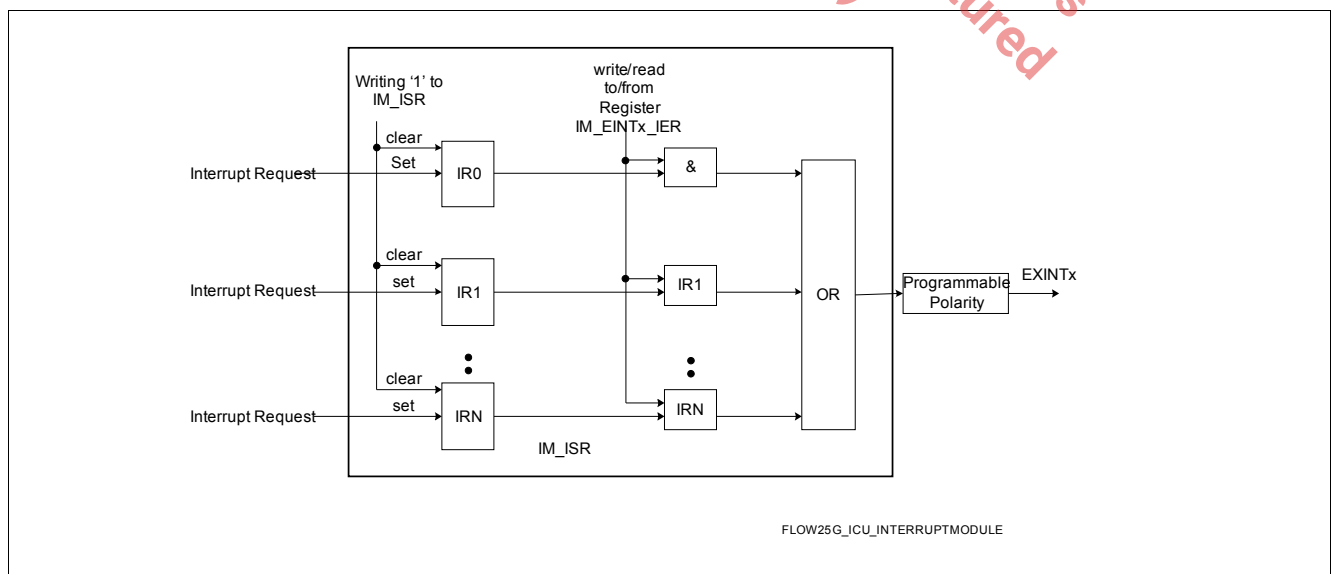 ured
Writing '1' to
IM_ISR
write/read
to/from
Register
IM_EINTx_IER
clear
Set
Interrupt Request
IR0
&
clear
set
Interrupt Request
IR1
IR1
OR
Programmable
Polarity
EXINTx
clear
set
Interrupt Request
IRN
IRN
IM_ISR
FLOW25G_ICU_INTERRUPTMODULE